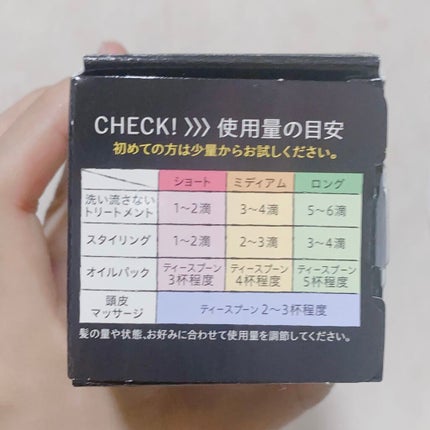 CHECK! 》》 使用量の目安
初めての方は少量からお試しください。
ショート ミディアム ロング
洗い流さない
トリートメント 1〜2滴 3〜4滴 5〜6滴
スタイリング 1〜2滴 2〜3滴 3〜4滴
オイルパック ティースプーン3杯程度 ティースプーン4杯程度 ティースプーン5杯程度
頭皮
マッサージ ティースプーン 2〜3杯程度
髪の量や状態、お好みに合わせて使用量を調節してください。